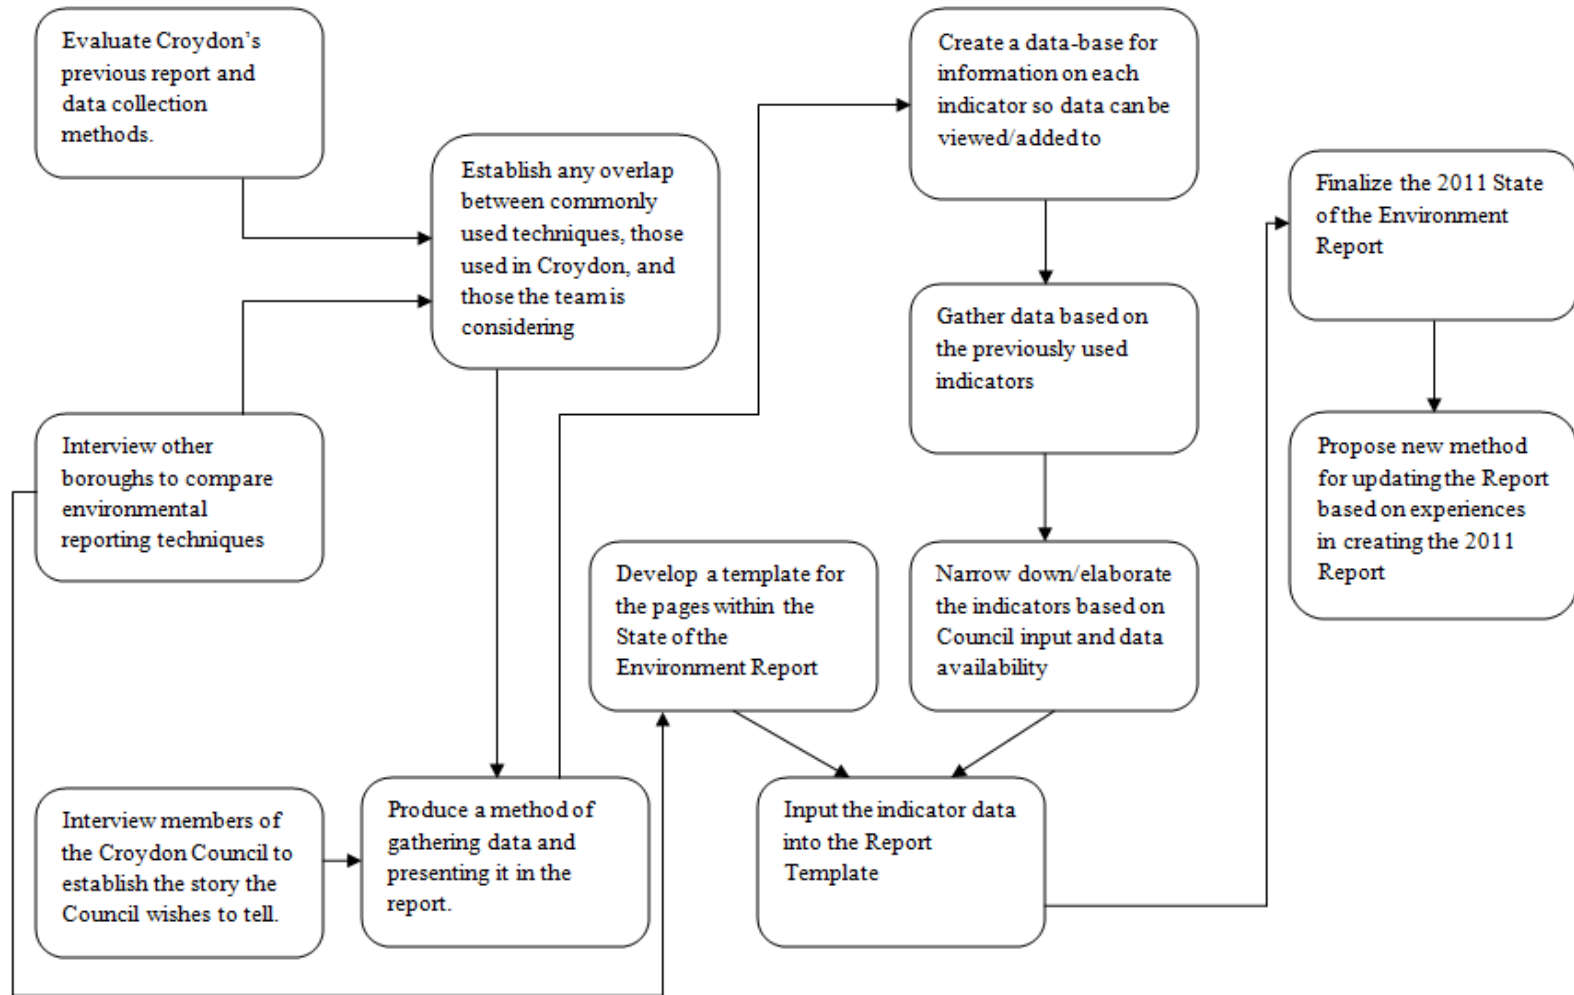 Evaluate Croydon’s
previous report and
data collection
methods.
Interview other
boroughs to compare
environmental
reporting techniques
Interview members of
the Croydon Council to
establish the story the
Council wishes to tell.
Establish any overlap
between commonly
used techniques, those
used in Croydon, and
those the team is
considering
Produce a method of
gathering data and
presenting it in the
report.
Develop a template for
the pages within the
State of the
Environment Report
Create a data-base for
information on each
indicator so data can be
viewed/added to
Gather data based on
the previously used
indicators
Narrow down/elaborate
the indicators based on
Council input and data
availability
Input the indicator data
into the Report
Template
Finalize the 2011 State
of the Environment
Report
Propose new method
for updating the Report
based on experiences
in creating the 2011
Report